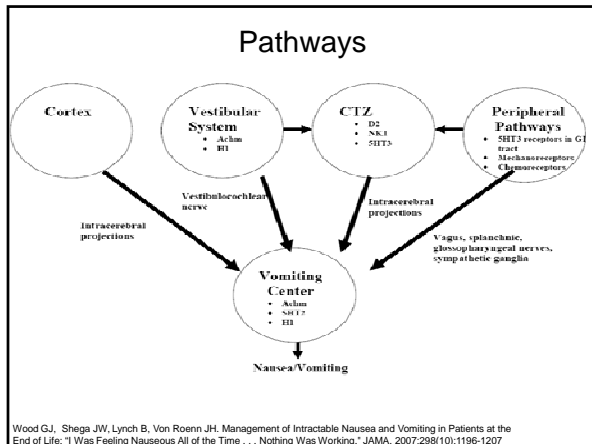 Pathways
Cortex
Vestibular
System
• Achm
• H1
CTZ
• D2
• NK1
• 5HT3
Peripheral
Pathways
• 5HT3 receptors in GI
tract
• Mechanoreceptors
• Chemoreceptors
Vestibulocochlear
nerve
Intracerebral
projections
Intracerebral
projections
Vagus, splanchnic,
glossopharyngeal nerves,
sympathetic ganglia
Vomiting
Center
• Achm
• 5HT2
• H1
Nausea/Vomiting
Wood GJ, Shega JW, Lynch B, Von Roenn JH. Management of Intractable Nausea and Vomiting in Patients at the
End of Life: "I Was Feeling Nauseous All of the Time . . . Nothing Was Working." JAMA. 2007;298(10):1196-1207